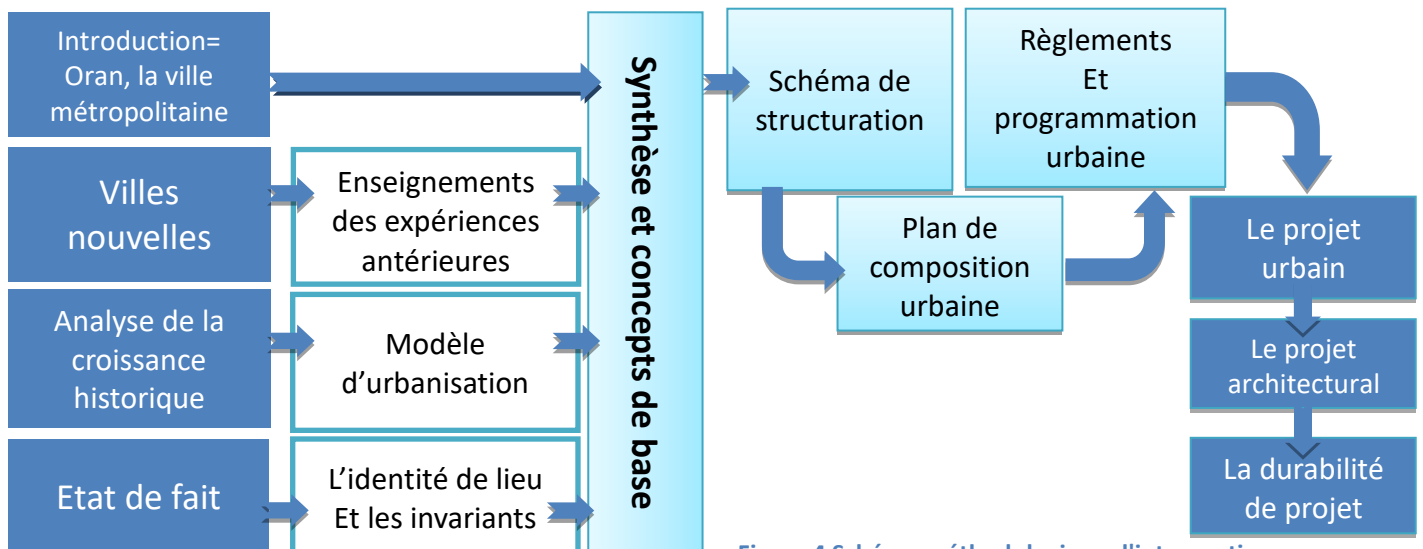 Introduction=
Oran, la ville
métropolitaine
Villes
nouvelles
Enseignements
des expériences
antérieures
Analyse de la
croissance
historique
Modèle
d’urbanisation
Etat de fait
L’identité de lieu
Et les invariants
Synthèse et concepts de base
Schéma de
structuration
Plan de
composition
urbaine
Règlements
Et
programmation
urbaine
Le projet
urbain
Le projet
architectural
La durabilité
de projet